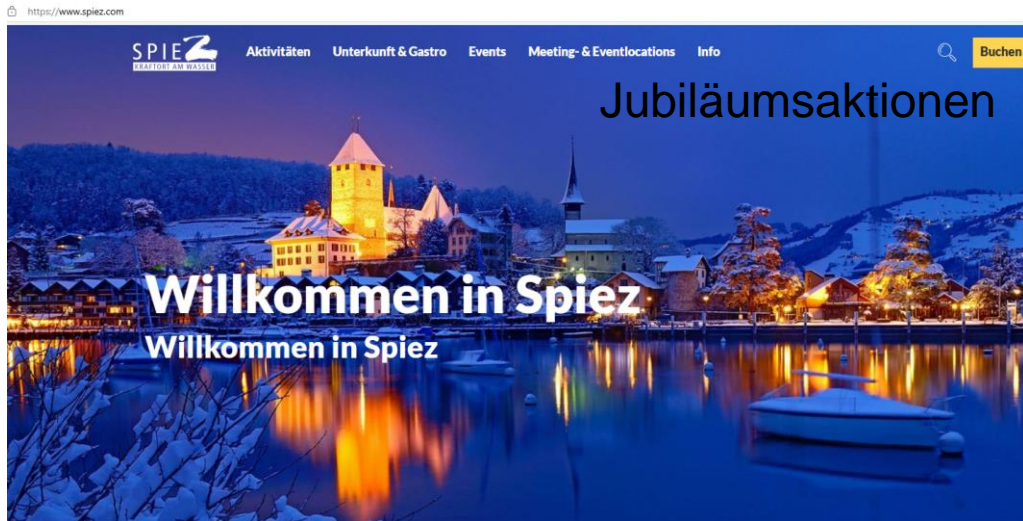 https://www.spiez.com
SPIEZ
KRAFTORT AM WASSER
Aktivitäten Unterkunft & Gastro Events Meeting- & Eventlocations Info Buchen
Jubiläumsaktionen
Willkommen in Spiez
Willkommen in Spiez